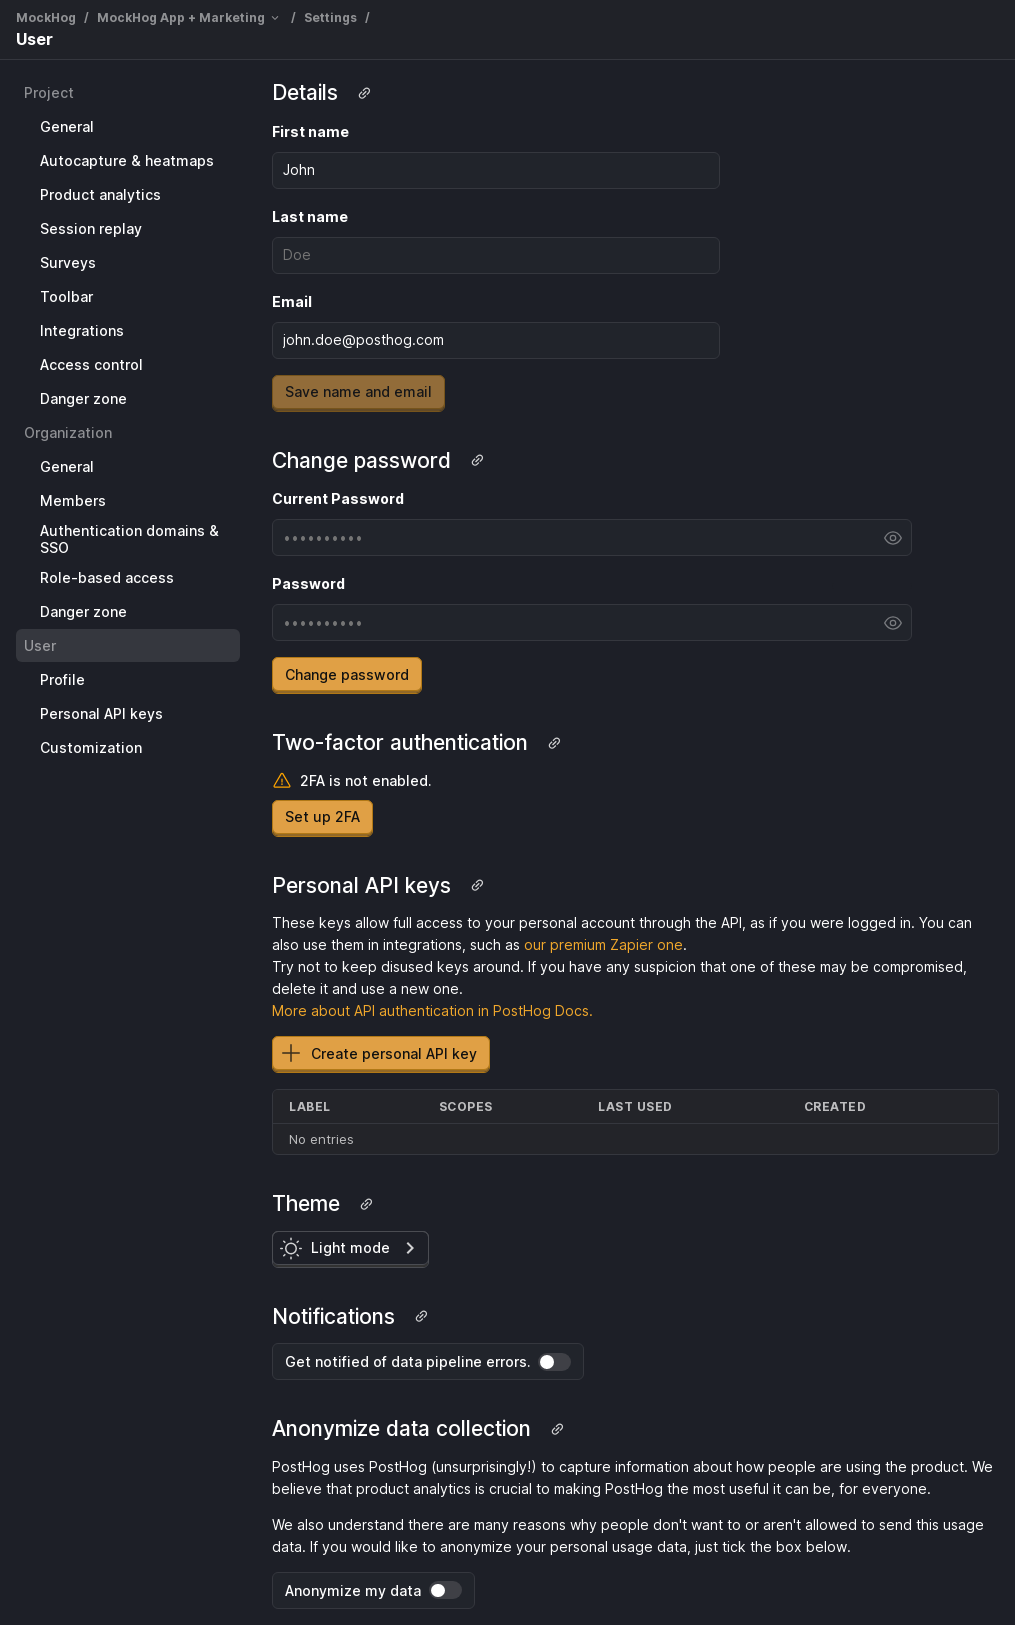 MockHog / MockHog App + Marketing / Settings /
User
Project
General
Autocapture & heatmaps
Product analytics
Session replay
Surveys
Toolbar
Integrations
Access control
Danger zone
Organization
General
Members
Authentication domains &
SSO
Role-based access
Danger zone
User
Profile
Personal API keys
Customization
Details
First name
John
Last name
Doe
Email
john.doe@posthog.com
Save name and email
Change password
Current Password
••••••••••
Password
••••••••••
Change password
Two-factor authentication
2FA is not enabled.
Set up 2FA
Personal API keys
These keys allow full access to your personal account through the API, as if you were logged in. You can
also use them in integrations, such as our premium Zapier one.
Try not to keep disused keys around. If you have any suspicion that one of these may be compromised,
delete it and use a new one.
More about API authentication in PostHog Docs.
Create personal API key
LABEL SCOPES LAST USED CREATED
No entries
Theme
Light mode
Notifications
Get notified of data pipeline errors.
Anonymize data collection
PostHog uses PostHog (unsurprisingly!) to capture information about how people are using the product. We
believe that product analytics is crucial to making PostHog the most useful it can be, for everyone.
We also understand there are many reasons why people don't want to or aren't allowed to send this usage
data. If you would like to anonymize your personal usage data, just tick the box below.
Anonymize my data